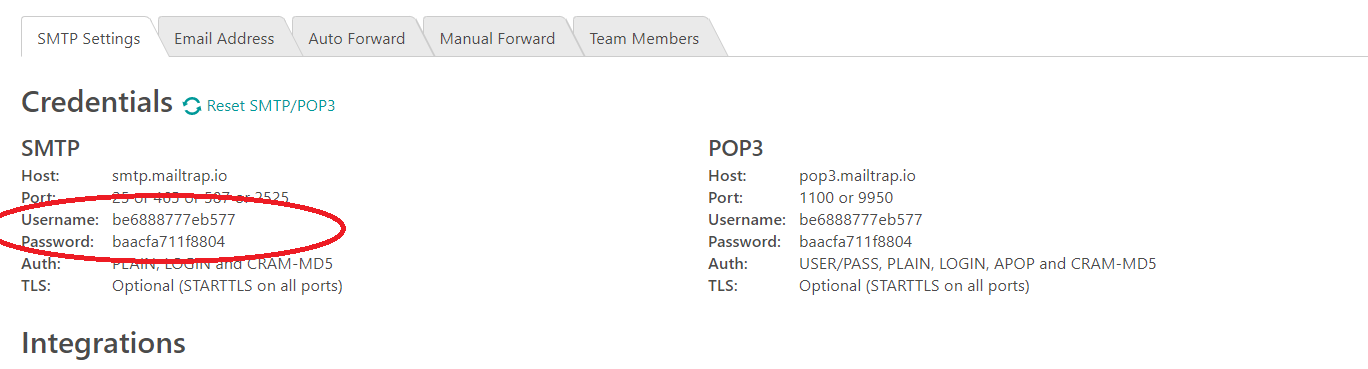 SMTP Settings
Email Address
Auto Forward
Manual Forward
Team Members
Credentials Reset SMTP/POP3
SMTP
Host: smtp.mailtrap.io
Port: 25 or 465 or 587 or 2525
Username: be6888777eb577
Password: baacfa711f8804
Auth: PLAIN, LOGIN and CRAM-MD5
TLS: Optional (STARTTLS on all ports)
POP3
Host: pop3.mailtrap.io
Port: 1100 or 9950
Username: be6888777eb577
Password: baacfa711f8804
Auth: USER/PASS, PLAIN, LOGIN, APOP and CRAM-MD5
TLS: Optional (STARTTLS on all ports)
Integrations